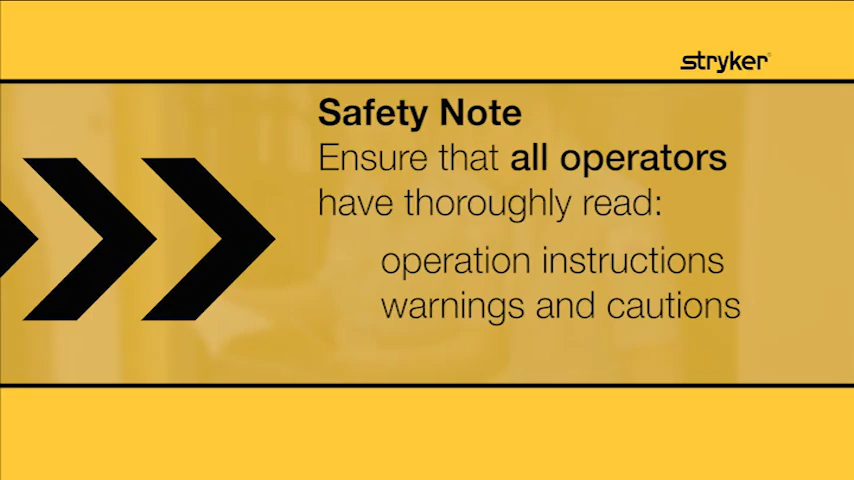 stryker®
Safety Note
Ensure that all operators
have thoroughly read:
operation instructions
warnings and cautions